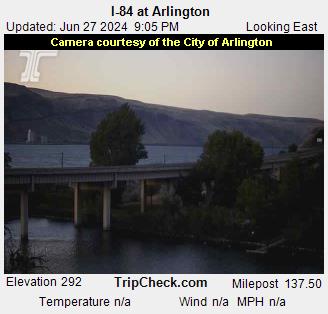 I-84 at Arlington
Updated: Jun 27 2024 9:05 PM Looking East
Camera courtesy of the City of Arlington
Elevation 292 TripCheck.com Milepost 137.50
Temperature n/a Wind n/a MPH n/a